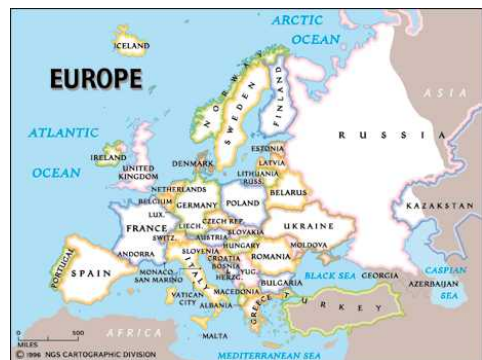 ARCTIC
OCEAN
ICELAND
EUROPE
NORWAY
SWEDEN
FINLAND
ASIA
RUSSIA
ATLANTIC
OCEAN
ESTONIA
LATVIA
LITHUANIA
RUSS.
DENMARK
IRELAND
UNITED
KINGDOM
NETHERLANDS
BELARUS
BELGIUM
GERMANY
POLAND
KAZAKSTAN
LUX.
CZECH REP.
UKRAINE
FRANCE
LIECH.
SLOVAKIA
SWITZ.
AUSTRIA
HUNGARY
MOLDOVA
SLOVENIA
ROMANIA
ANDORRA
CROATIA
ITALY
BOSNIA
HERZG.
YUG.
PORTUGAL
SPAIN
MONACO
SAN MARINO
BULGARIA
BLACK SEA
GEORGIA
CASPIAN
SEA
AZERBAIJAN
VATICAN
CITY
MACEDONIA
ALBANIA
GREECE
TURKEY
0 500
MILES
AFRICA
MALTA
MEDITERRANEAN SEA
© 1996 NGS CARTOGRAPHIC DIVISION